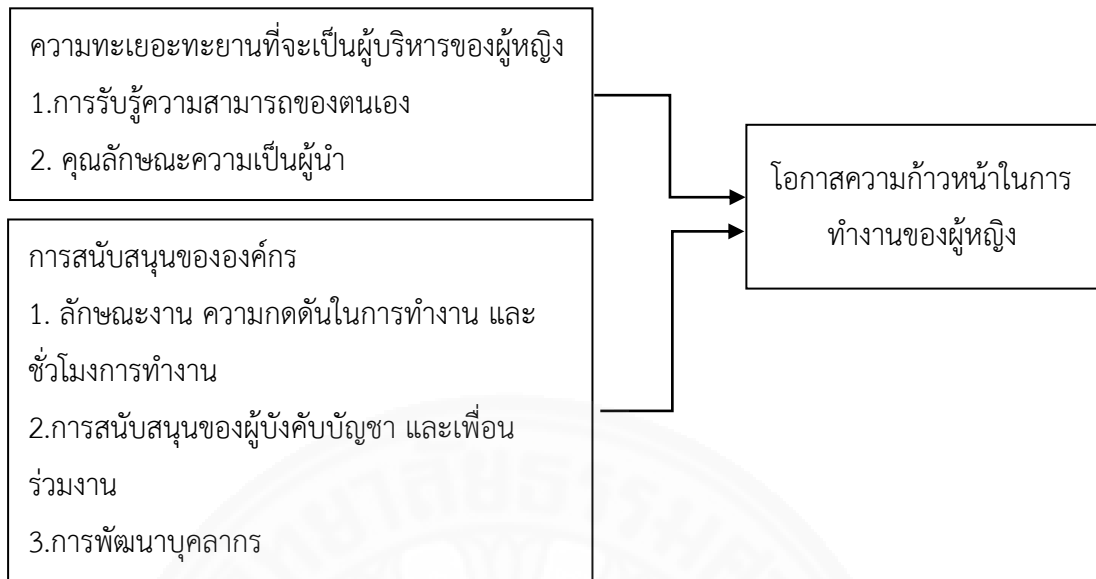 ความทะเยอะทะยานที่จะเป็นผู้บริหารของผู้หญิง
1.การรับรู้ความสามารถของตนเอง
2. คุณลักษณะความเป็นผู้นำ
การสนับสนุนขององค์กร
1. ลักษณะงาน ความกดดันในการทำงาน และ
ชั่วโมงการทำงาน
2.การสนับสนุนของผู้บังคับบัญชา และเพื่อน
ร่วมงาน
3.การพัฒนาบุคลากร
โอกาสความก้าวหน้าในการ
ทำงานของผู้หญิง